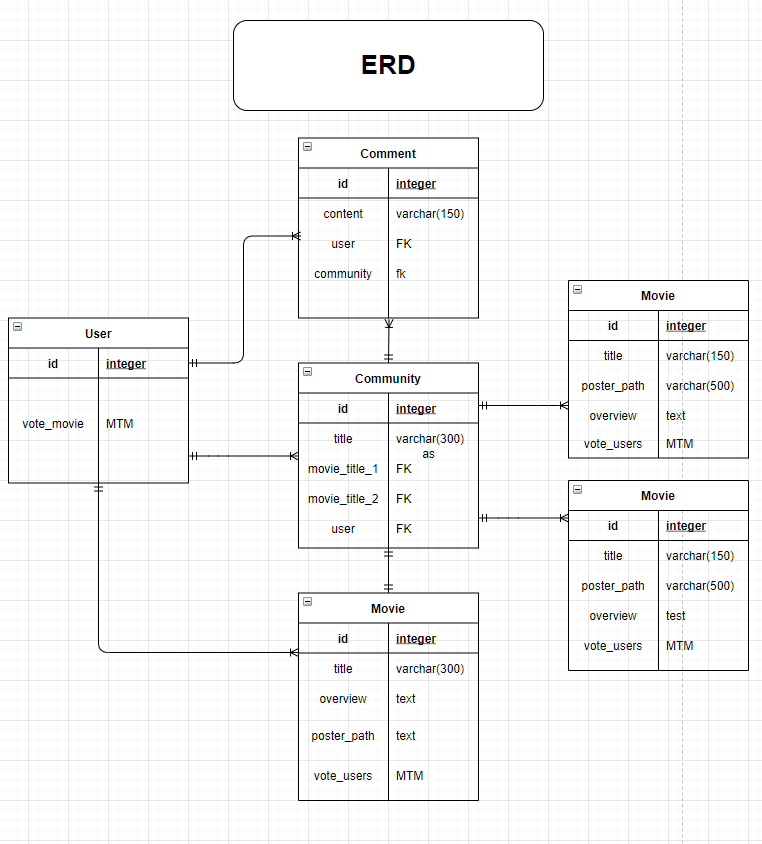 ERD
Comment
id integer
content varchar(150)
user FK
community fk
User
id integer
vote_movie MTM
Community
id integer
title varchar(300)
as
movie_title_1 FK
movie_title_2 FK
user FK
Movie
id integer
title varchar(150)
poster_path varchar(500)
overview text
vote_users MTM
Movie
id integer
title varchar(150)
poster_path varchar(500)
overview test
vote_users MTM
Movie
id integer
title varchar(300)
overview text
poster_path text
vote_users MTM